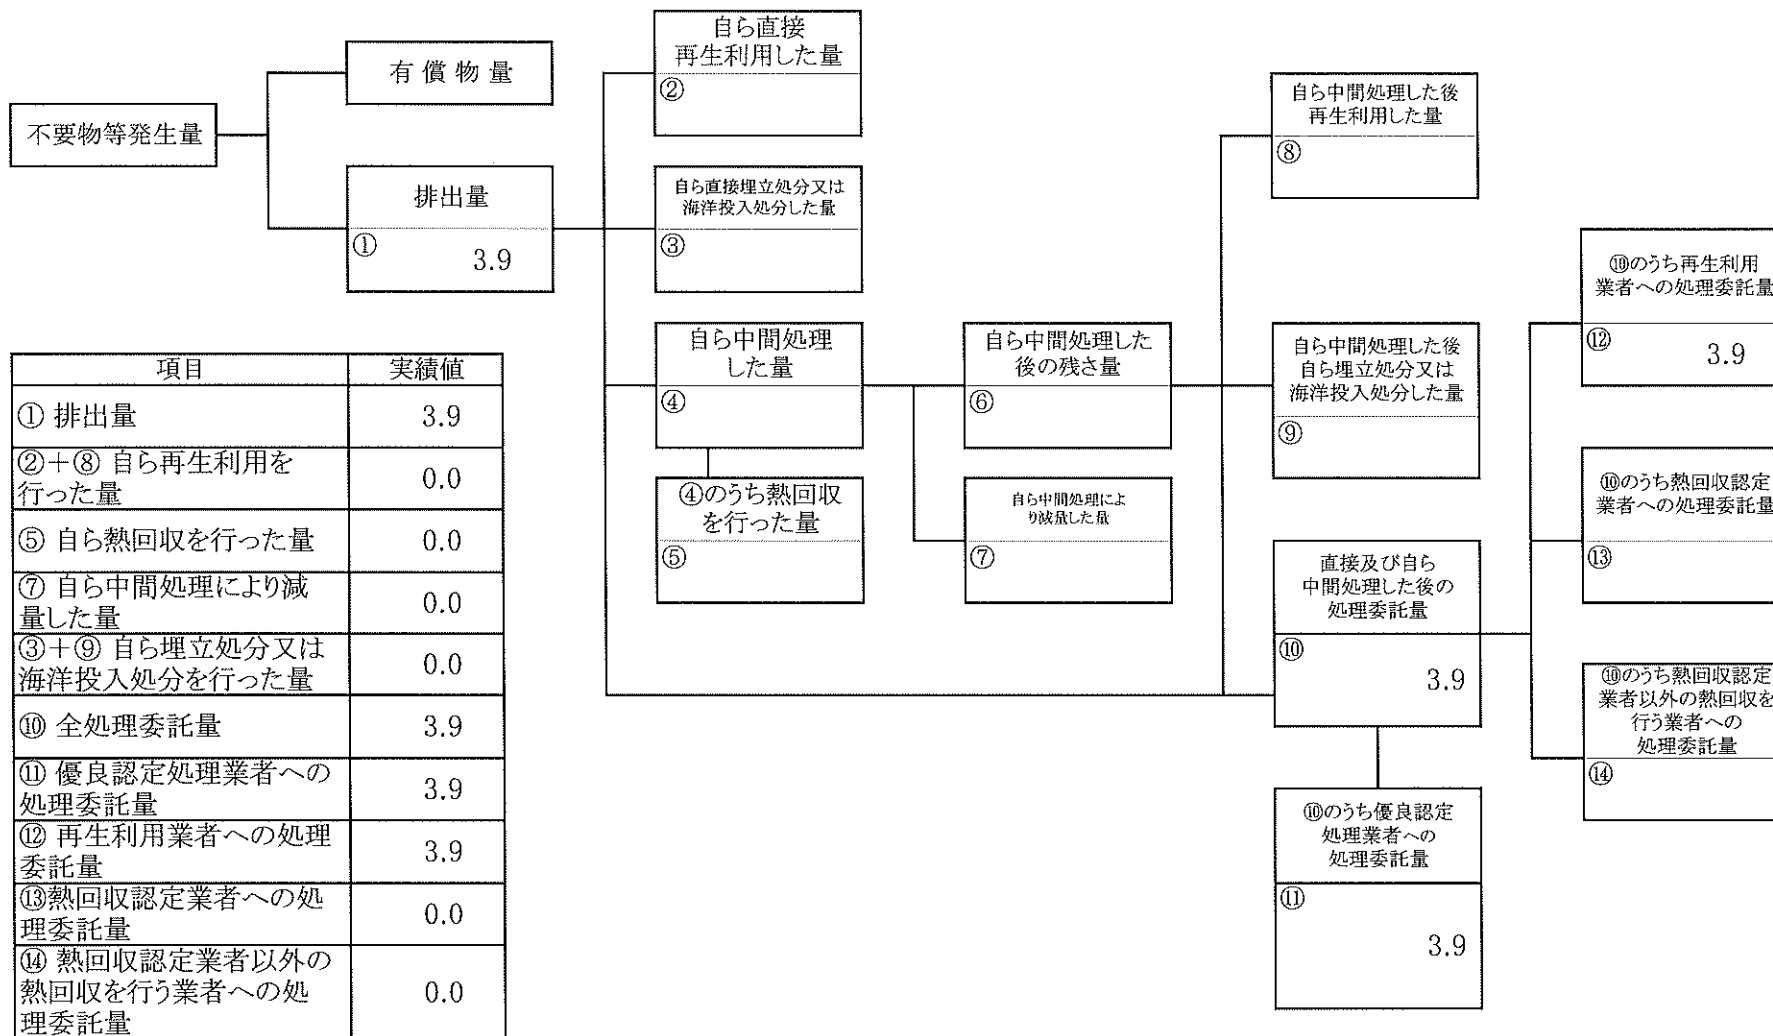 不要物等発生量
有償物量
排出量
①
3.9
自ら直接
再生利用した量
②
自ら直接埋立処分又は
海洋投入処分した量
③
自ら中間処理
した量
④
④のうち熱回収
を行った量
⑤
自ら中間処理した
後の残さ量
⑥
自ら中間処理によ
り減量した量
⑦
自ら中間処理した後
再生利用した量
⑧
自ら中間処理した後
自ら埋立処分又は
海洋投入処分した量
⑨
直接及び自ら
中間処理した後の
処理委託量
⑩
3.9
⑩のうち優良認定
処理業者への
処理委託量
⑪
3.9
⑩のうち再生利用
業者への処理委託量
⑫
3.9
⑩のうち熱回収認定
業者への処理委託量
⑬
⑩のうち熱回収認定
業者以外の熱回収を
行う業者への
処理委託量
⑭
項目 実績値
① 排出量 3.9
②+⑧ 自ら再生利用を
行った量 0.0
⑤ 自ら熱回収を行った量 0.0
⑦ 自ら中間処理により減
量した量 0.0
③+⑨ 自ら埋立処分又は
海洋投入処分を行った量 0.0
⑩ 全処理委託量 3.9
⑪ 優良認定処理業者への
処理委託量 3.9
⑫ 再生利用業者への処理
委託量 3.9
⑬熱回収認定業者への処
理委託量 0.0
⑭ 熱回収認定業者以外の
熱回収を行う業者への処
理委託量 0.0